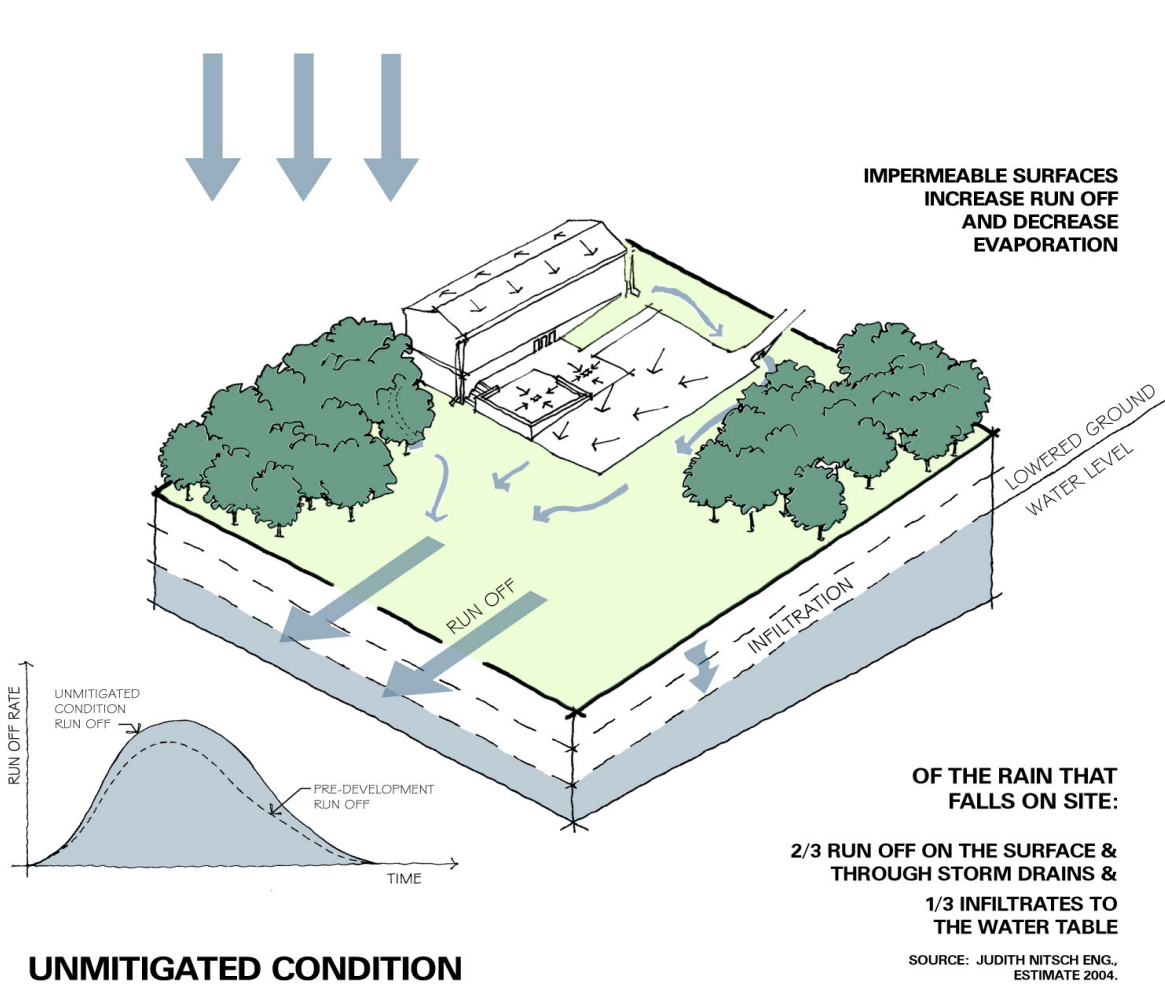 IMPERMEABLE SURFACES
INCREASE RUN OFF
AND DECREASE
EVAPORATION
LOWERED GROUND
WATER LEVEL
RUN OFF
INFILTRATION
RUN OFF RATE
UNMITIGATED
CONDITION
RUN OFF
PRE-DEVELOPMENT
RUN OFF
TIME
OF THE RAIN THAT
FALLS ON SITE:
2/3 RUN OFF ON THE SURFACE &
THROUGH STORM DRAINS &
1/3 INFILTRATES TO
THE WATER TABLE
UNMITIGATED CONDITION
SOURCE: JUDITH NITSCH ENG.,
ESTIMATE 2004.